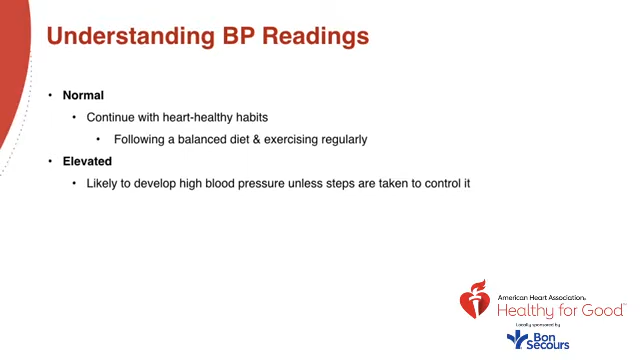 Understanding BP Readings
• Normal
• Continue with heart-healthy habits
• Following a balanced diet & exercising regularly
• Elevated
• Likely to develop high blood pressure unless steps are taken to control it
American Heart Association®
Healthy for Good™
Locally sponsored by
Bon
Secours